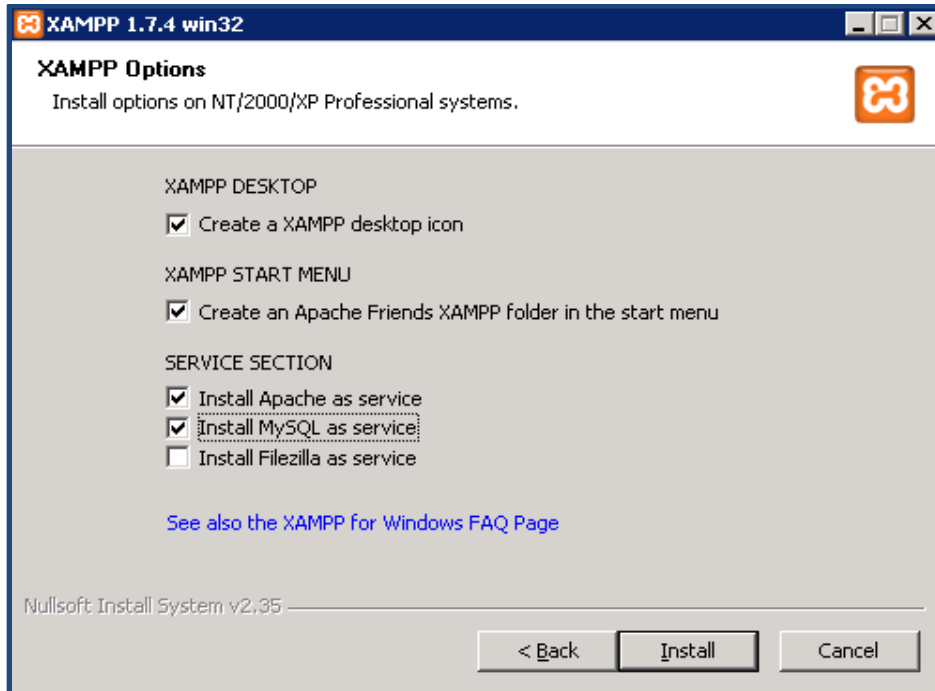 XAMPP 1.7.4 win32
XAMPP Options
Install options on NT/2000/XP Professional systems.
XAMPP DESKTOP
Create a XAMPP desktop icon
XAMPP START MENU
Create an Apache Friends XAMPP folder in the start menu
SERVICE SECTION
Install Apache as service
Install MySQL as service
Install Filezilla as service
See also the XAMPP for Windows FAQ Page
Nullsoft Install System v2.35
< Back Install Cancel